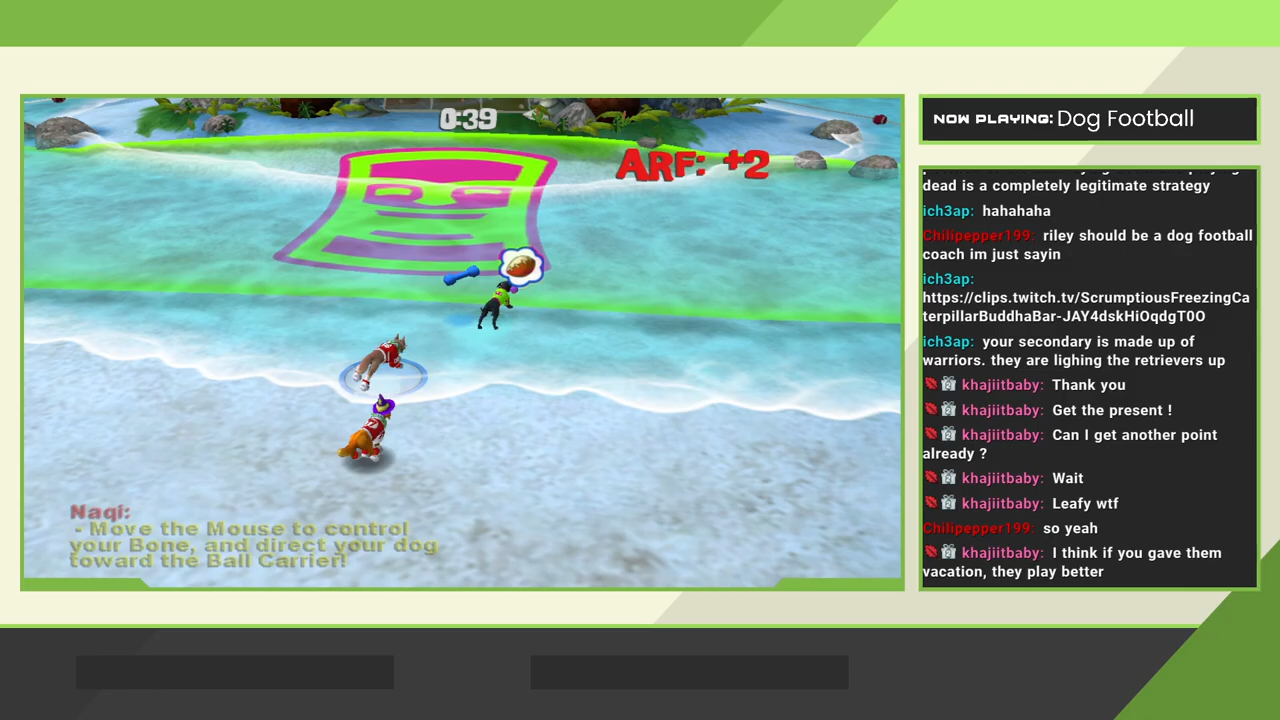 0:39
ARF: +2
NOW PLAYING: Dog Football
dead is a completely legitimate strategy
ich3ap: hahahaha
Chilipepper199: riley should be a dog football
coach im just sayin
ich3ap:
https://clips.twitch.tv/ScrumptiousFreezingCa
terpillarBuddhaBar-JAY4dskHiOqdgT0O
ich3ap: your secondary is made up of
warriors. they are lighing the retrievers up
khajiitbaby: Thank you
khajiitbaby: Get the present !
khajiitbaby: Can I get another point
already ?
khajiitbaby: Wait
khajiitbaby: Leafy wtf
Chilipepper199: so yeah
khajiitbaby: I think if you gave them
vacation, they play better
Naqi:
- Move the Mouse to control
your Bone, and direct your dog
toward the Ball Carrier!